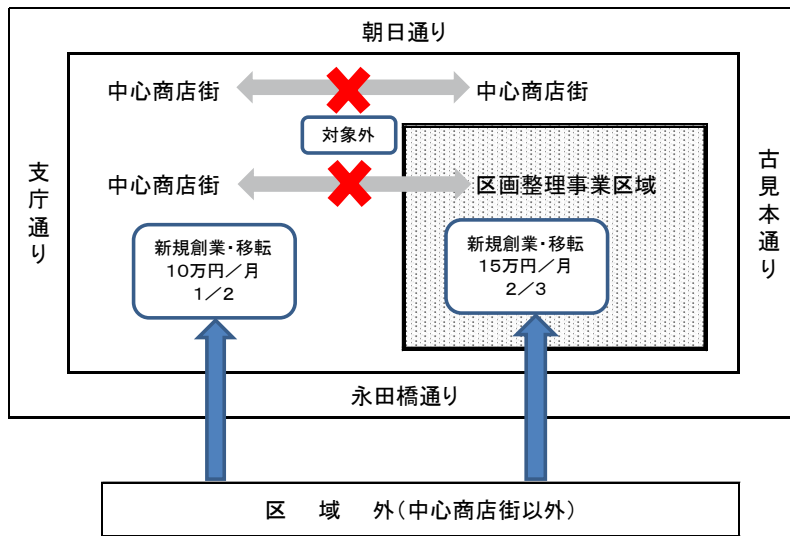 朝日通り
中心商店街
中心商店街
対象外
支庁通り
中心商店街
区画整理事業区域
古見本通り
新規創業・移転
10万円／月
1／2
新規創業・移転
15万円／月
2／3
永田橋通り
区　域　外（中心商店街以外）